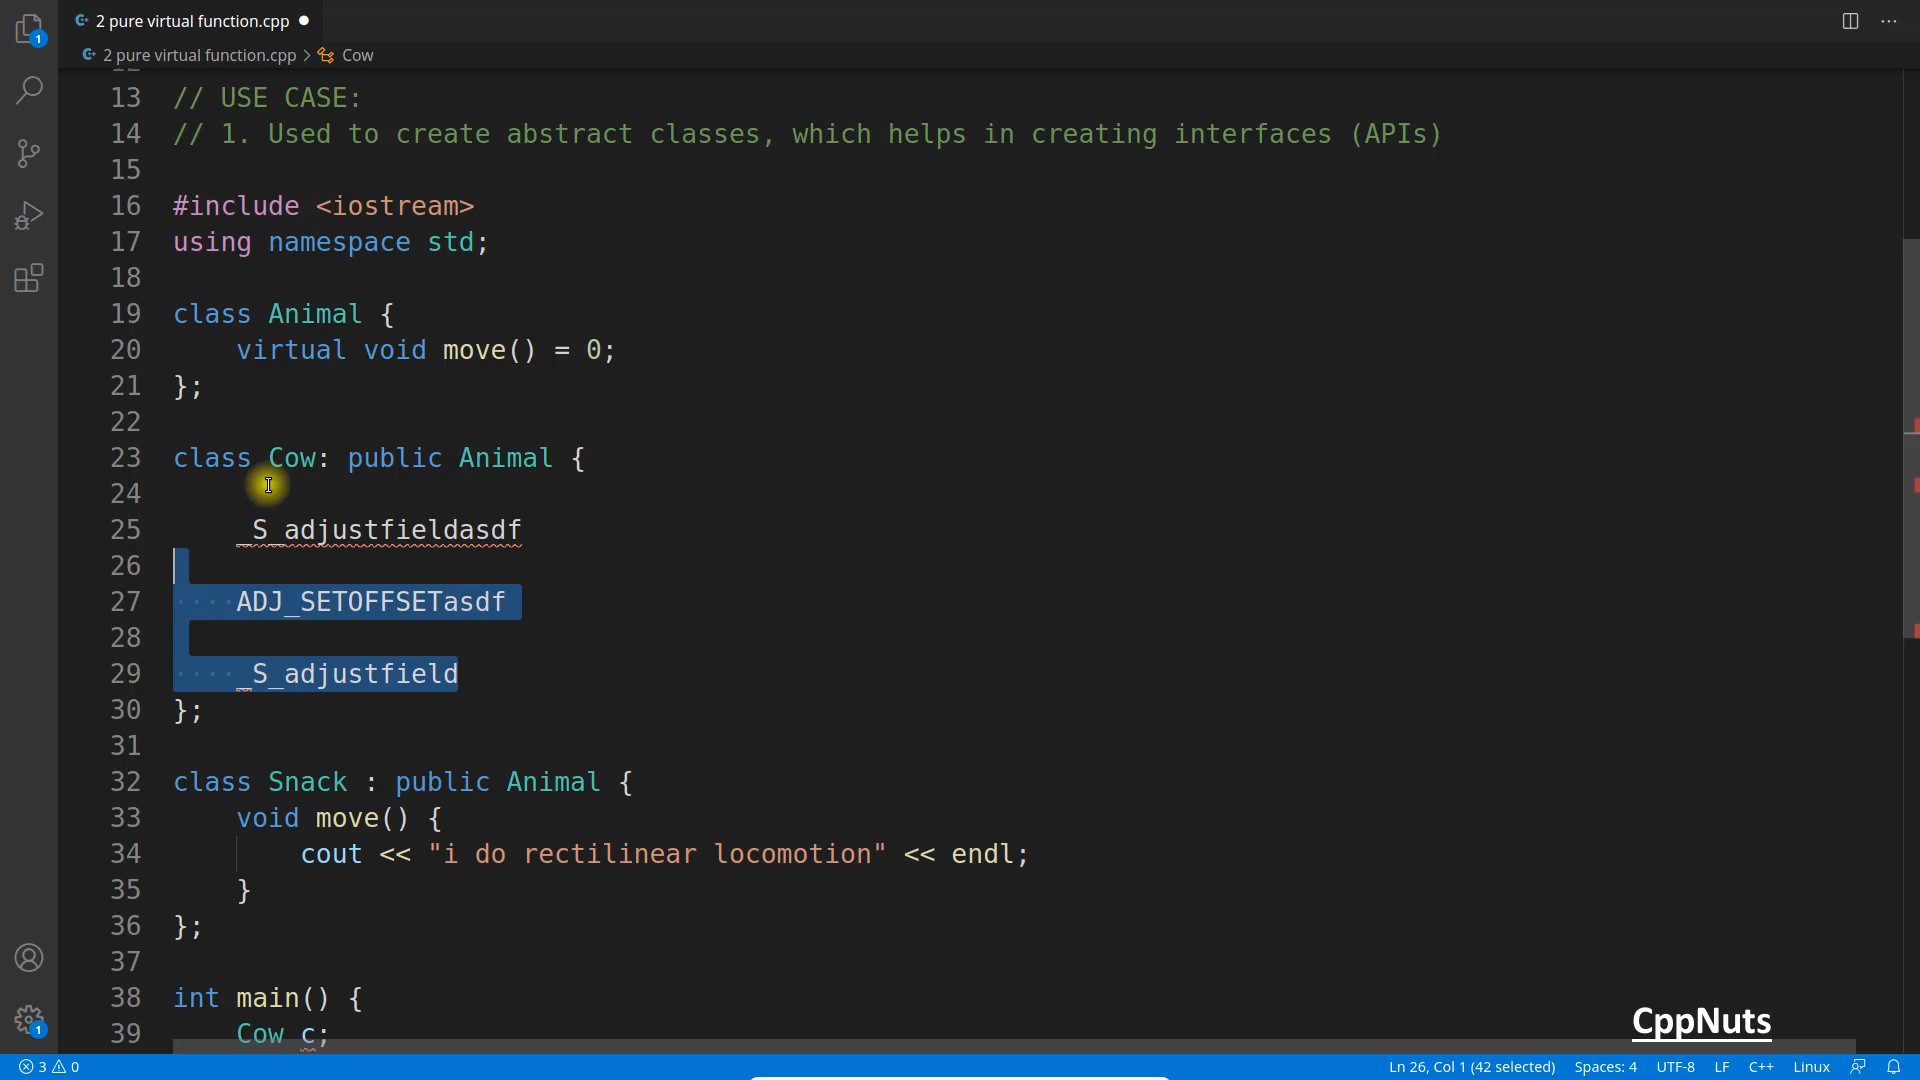 2 pure virtual function.cpp
2 pure virtual function.cpp > Cow
1
13 // USE CASE:
14 // 1. Used to create abstract classes, which helps in creating interfaces (APIs)
15
16 #include <iostream>
17 using namespace std;
18
19 class Animal {
20 virtual void move() = 0;
21 };
22
23 class Cow: public Animal {
24
25 _S_adjustfieldasdf
26
27 ADJ_SETOFFSETasdf
28
29 _S_adjustfield
30 };
31
32 class Snack : public Animal {
33 void move() {
34 cout << "i do rectilinear locomotion" << endl;
35 }
36 };
37
38 int main() {
39 Cow c;
CppNuts
1
3 0 Ln 26, Col 1 (42 selected) Spaces: 4 UTF-8 LF C++ Linux